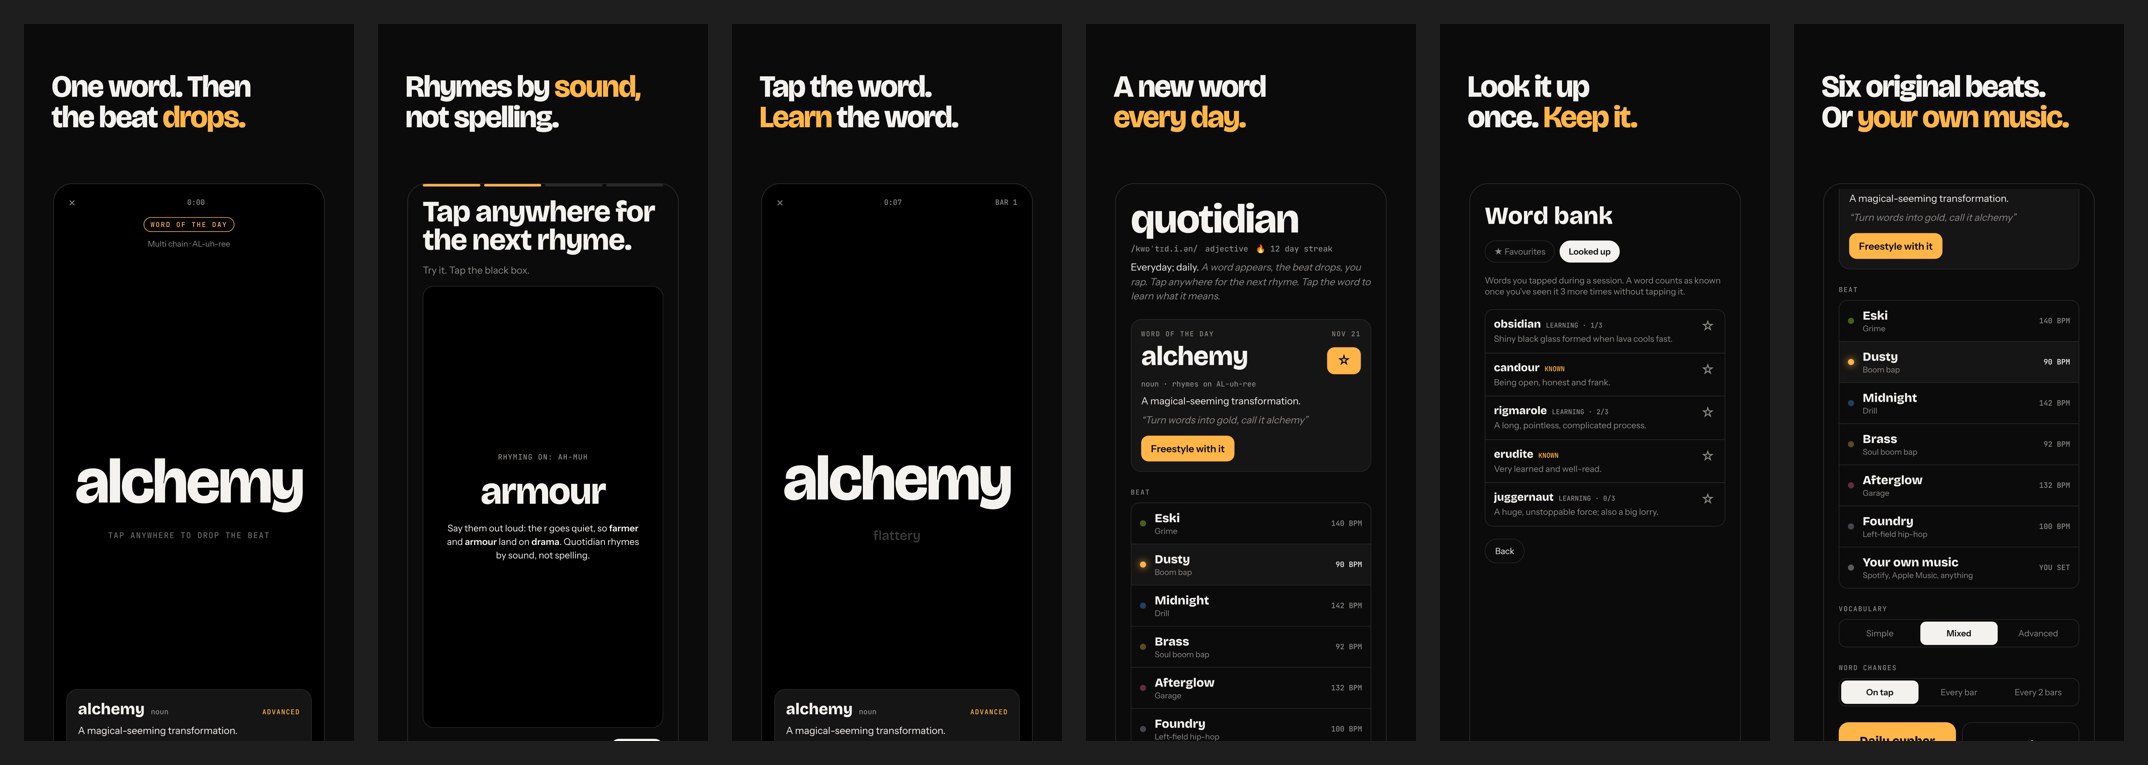 One word. Then
the beat drops.
×
0:00
WORD OF THE DAY
Multi chain · AL-uh-ree
alchemy
TAP ANYWHERE TO DROP THE BEAT
alchemy noun ADVANCED
A magical-seeming transformation.
Rhymes by sound,
not spelling.
Tap anywhere for
the next rhyme.
Try it. Tap the black box.
RHYMING ON: AH-MUH
armour
Say them out loud: the r goes quiet, so farmer
and armour land on drama. Quotidian rhymes
by sound, not spelling.
Tap the word.
Learn the word.
× 0:07 BAR 1
alchemy
flattery
alchemy noun ADVANCED
A magical-seeming transformation.
A new word
every day.
quotidian
/kwəˈtɪd.i.ən/ adjective 🔥 12 day streak
Everyday; daily. A word appears, the beat drops, you
rap. Tap anywhere for the next rhyme. Tap the word to
learn what it means.
WORD OF THE DAY NOV 21
alchemy ☆
noun · rhymes on AL-uh-ree
A magical-seeming transformation.
“Turn words into gold, call it alchemy”
Freestyle with it
BEAT
Eski 140 BPM
Grime
Dusty 90 BPM
Boom bap
Midnight 142 BPM
Drill
Brass 92 BPM
Soul boom bap
Afterglow 132 BPM
Garage
Foundry 100 BPM
Left-field hip-hop
Look it up
once. Keep it.
Word bank
★ Favourites Looked up
Words you tapped during a session. A word counts as known
once you've seen it 3 more times without tapping it.
obsidian LEARNING · 1/3 ☆
Shiny black glass formed when lava cools fast.
candour KNOWN ☆
Being open, honest and frank.
rigmarole LEARNING · 2/3 ☆
A long, pointless, complicated process.
erudite KNOWN ☆
Very learned and well-read.
juggernaut LEARNING · 0/3 ☆
A huge, unstoppable force; also a big lorry.
Back
Six original beats.
Or your own music.
A magical-seeming transformation.
“Turn words into gold, call it alchemy”
Freestyle with it
BEAT
Eski 140 BPM
Grime
Dusty 90 BPM
Boom bap
Midnight 142 BPM
Drill
Brass 92 BPM
Soul boom bap
Afterglow 132 BPM
Garage
Foundry 100 BPM
Left-field hip-hop
Your own music YOU SET
Spotify, Apple Music, anything
VOCABULARY
Simple Mixed Advanced
WORD CHANGES
On tap Every bar Every 2 bars
Daily cypher